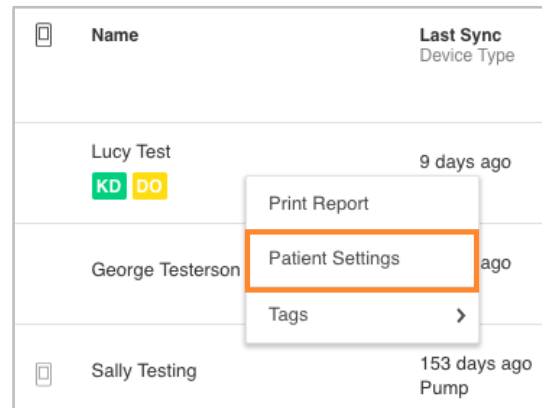 Name
Last Sync
Device Type
Lucy Test
KD DO
9 days ago
Print Report
Patient Settings
Tags
George Testerson
ago
Sally Testing
153 days ago
Pump